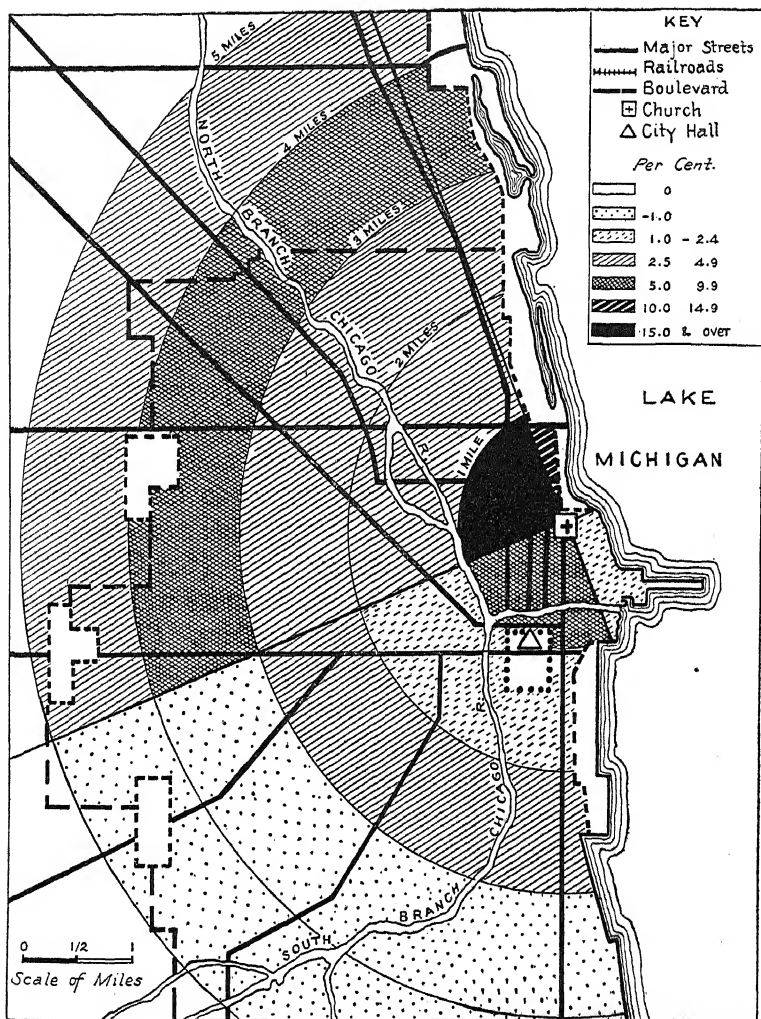 KEY
Major Streets
Railroads
Boulevard
Church
City Hall
Per Cent.
0
-1.0
1.0 - 2.4
2.5 4.9
5.0 9.9
10.0 14.9
15.0 & over
5 MILES
4 MILES
3 MILES
2 MILES
1 MILE
NORTH
BRANCH
CHICAGO
R.
LAKE
MICHIGAN
R.
CHICAGO
BRANCH
SOUTH
0 1/2 1
Scale of Miles